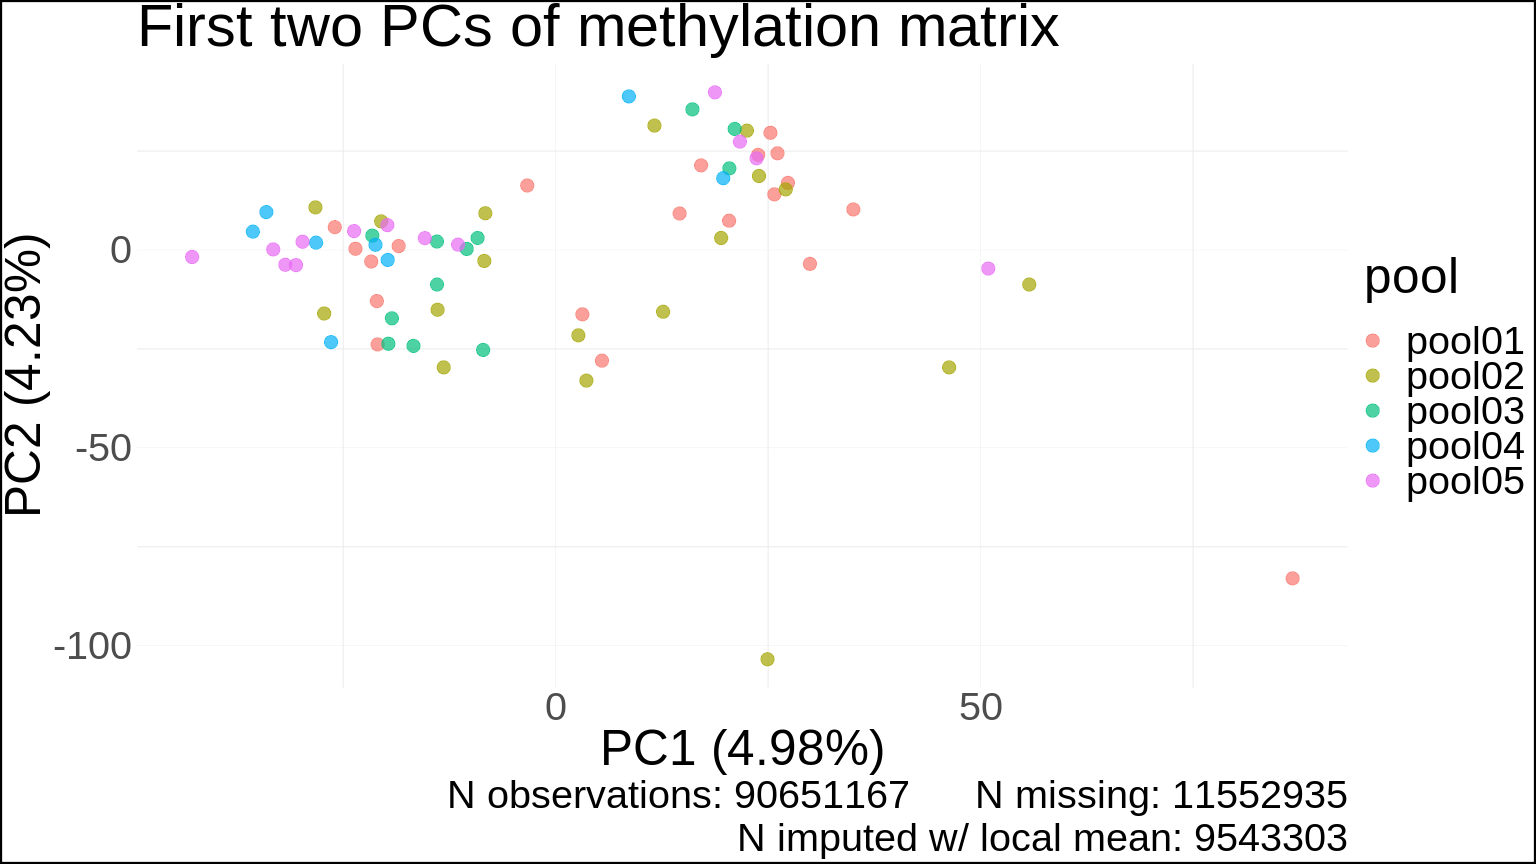 First two PCs of methylation matrix
PC2 (4.23%)
0
-50
-100
0
50
PC1 (4.98%)
pool
pool01
pool02
pool03
pool04
pool05
N observations: 90651167 N missing: 11552935
N imputed w/ local mean: 9543303